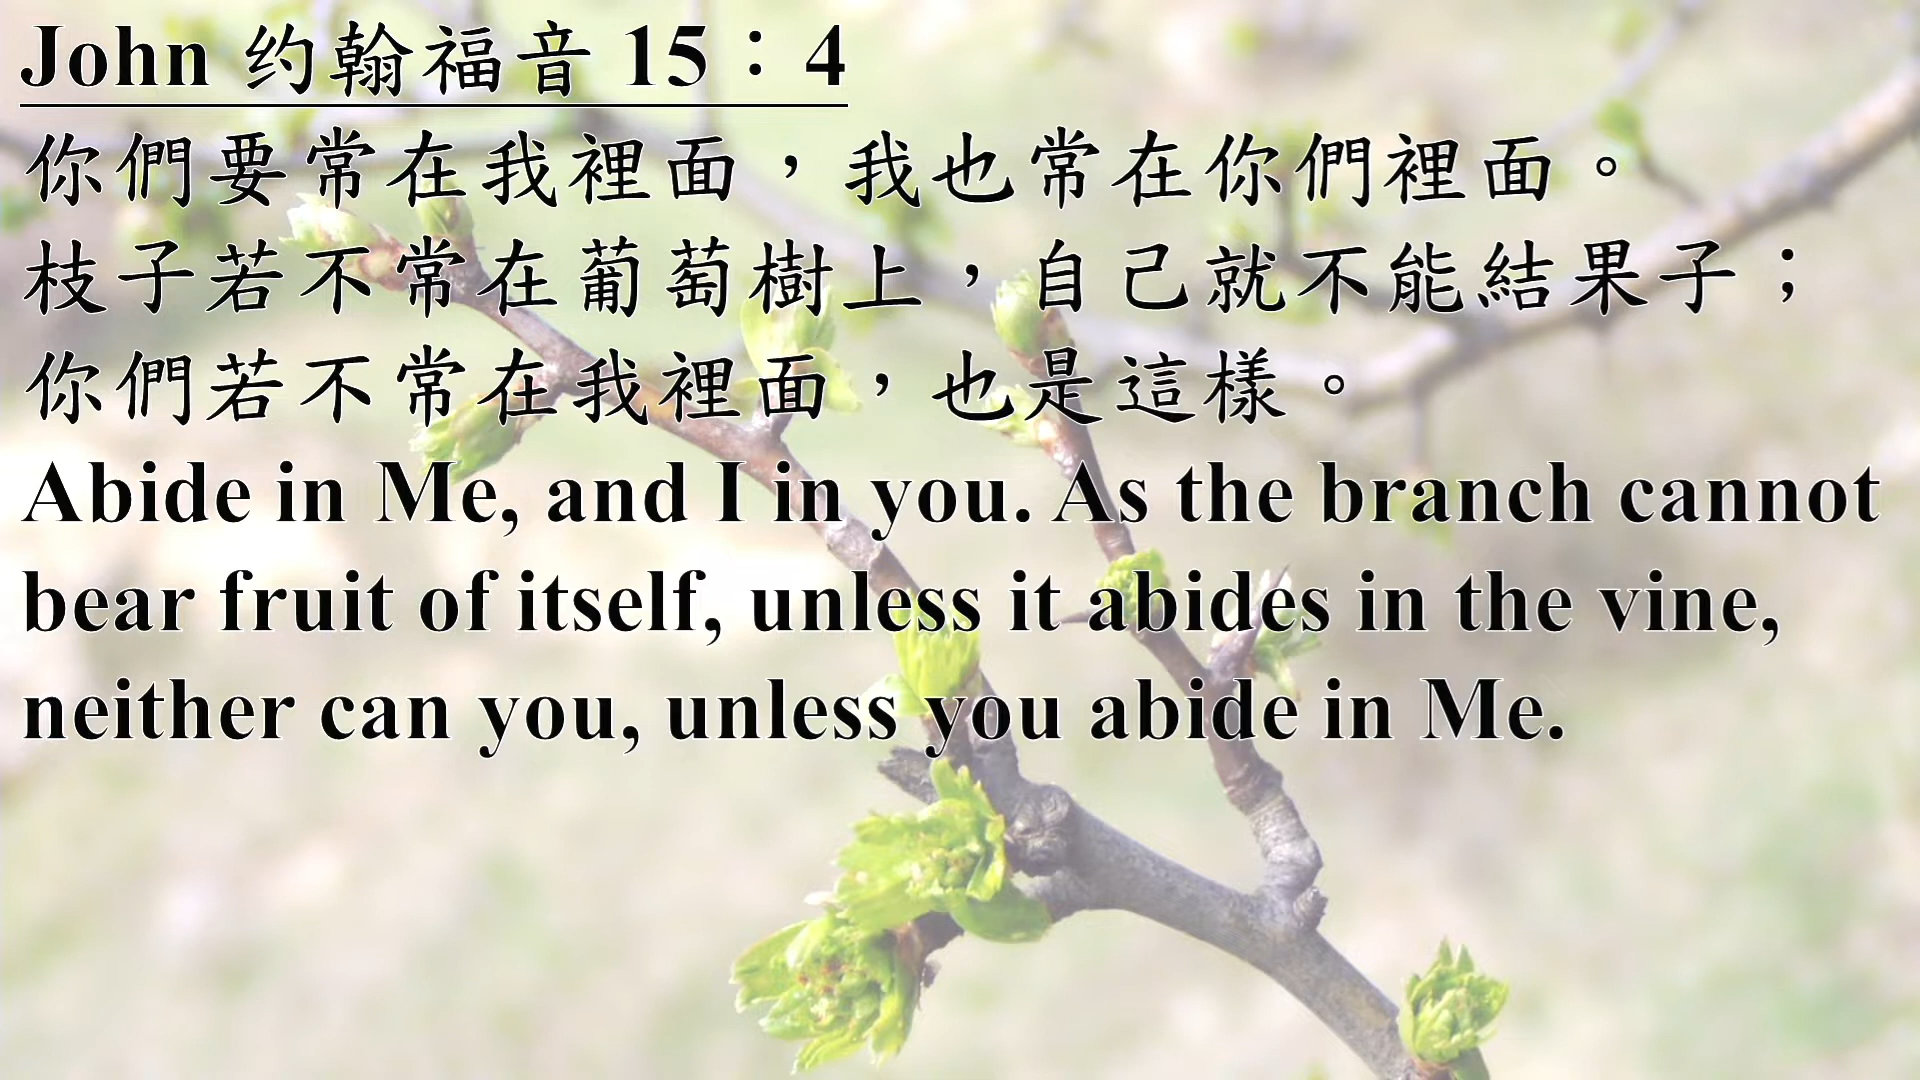 John 约翰福音 15：4
你們要常在我裡面，我也常在你們裡面。
枝子若不常在葡萄樹上，自己就不能結果子；
你們若不常在我裡面，也是這樣。
Abide in Me, and I in you. As the branch cannot
bear fruit of itself, unless it abides in the vine,
neither can you, unless you abide in Me.